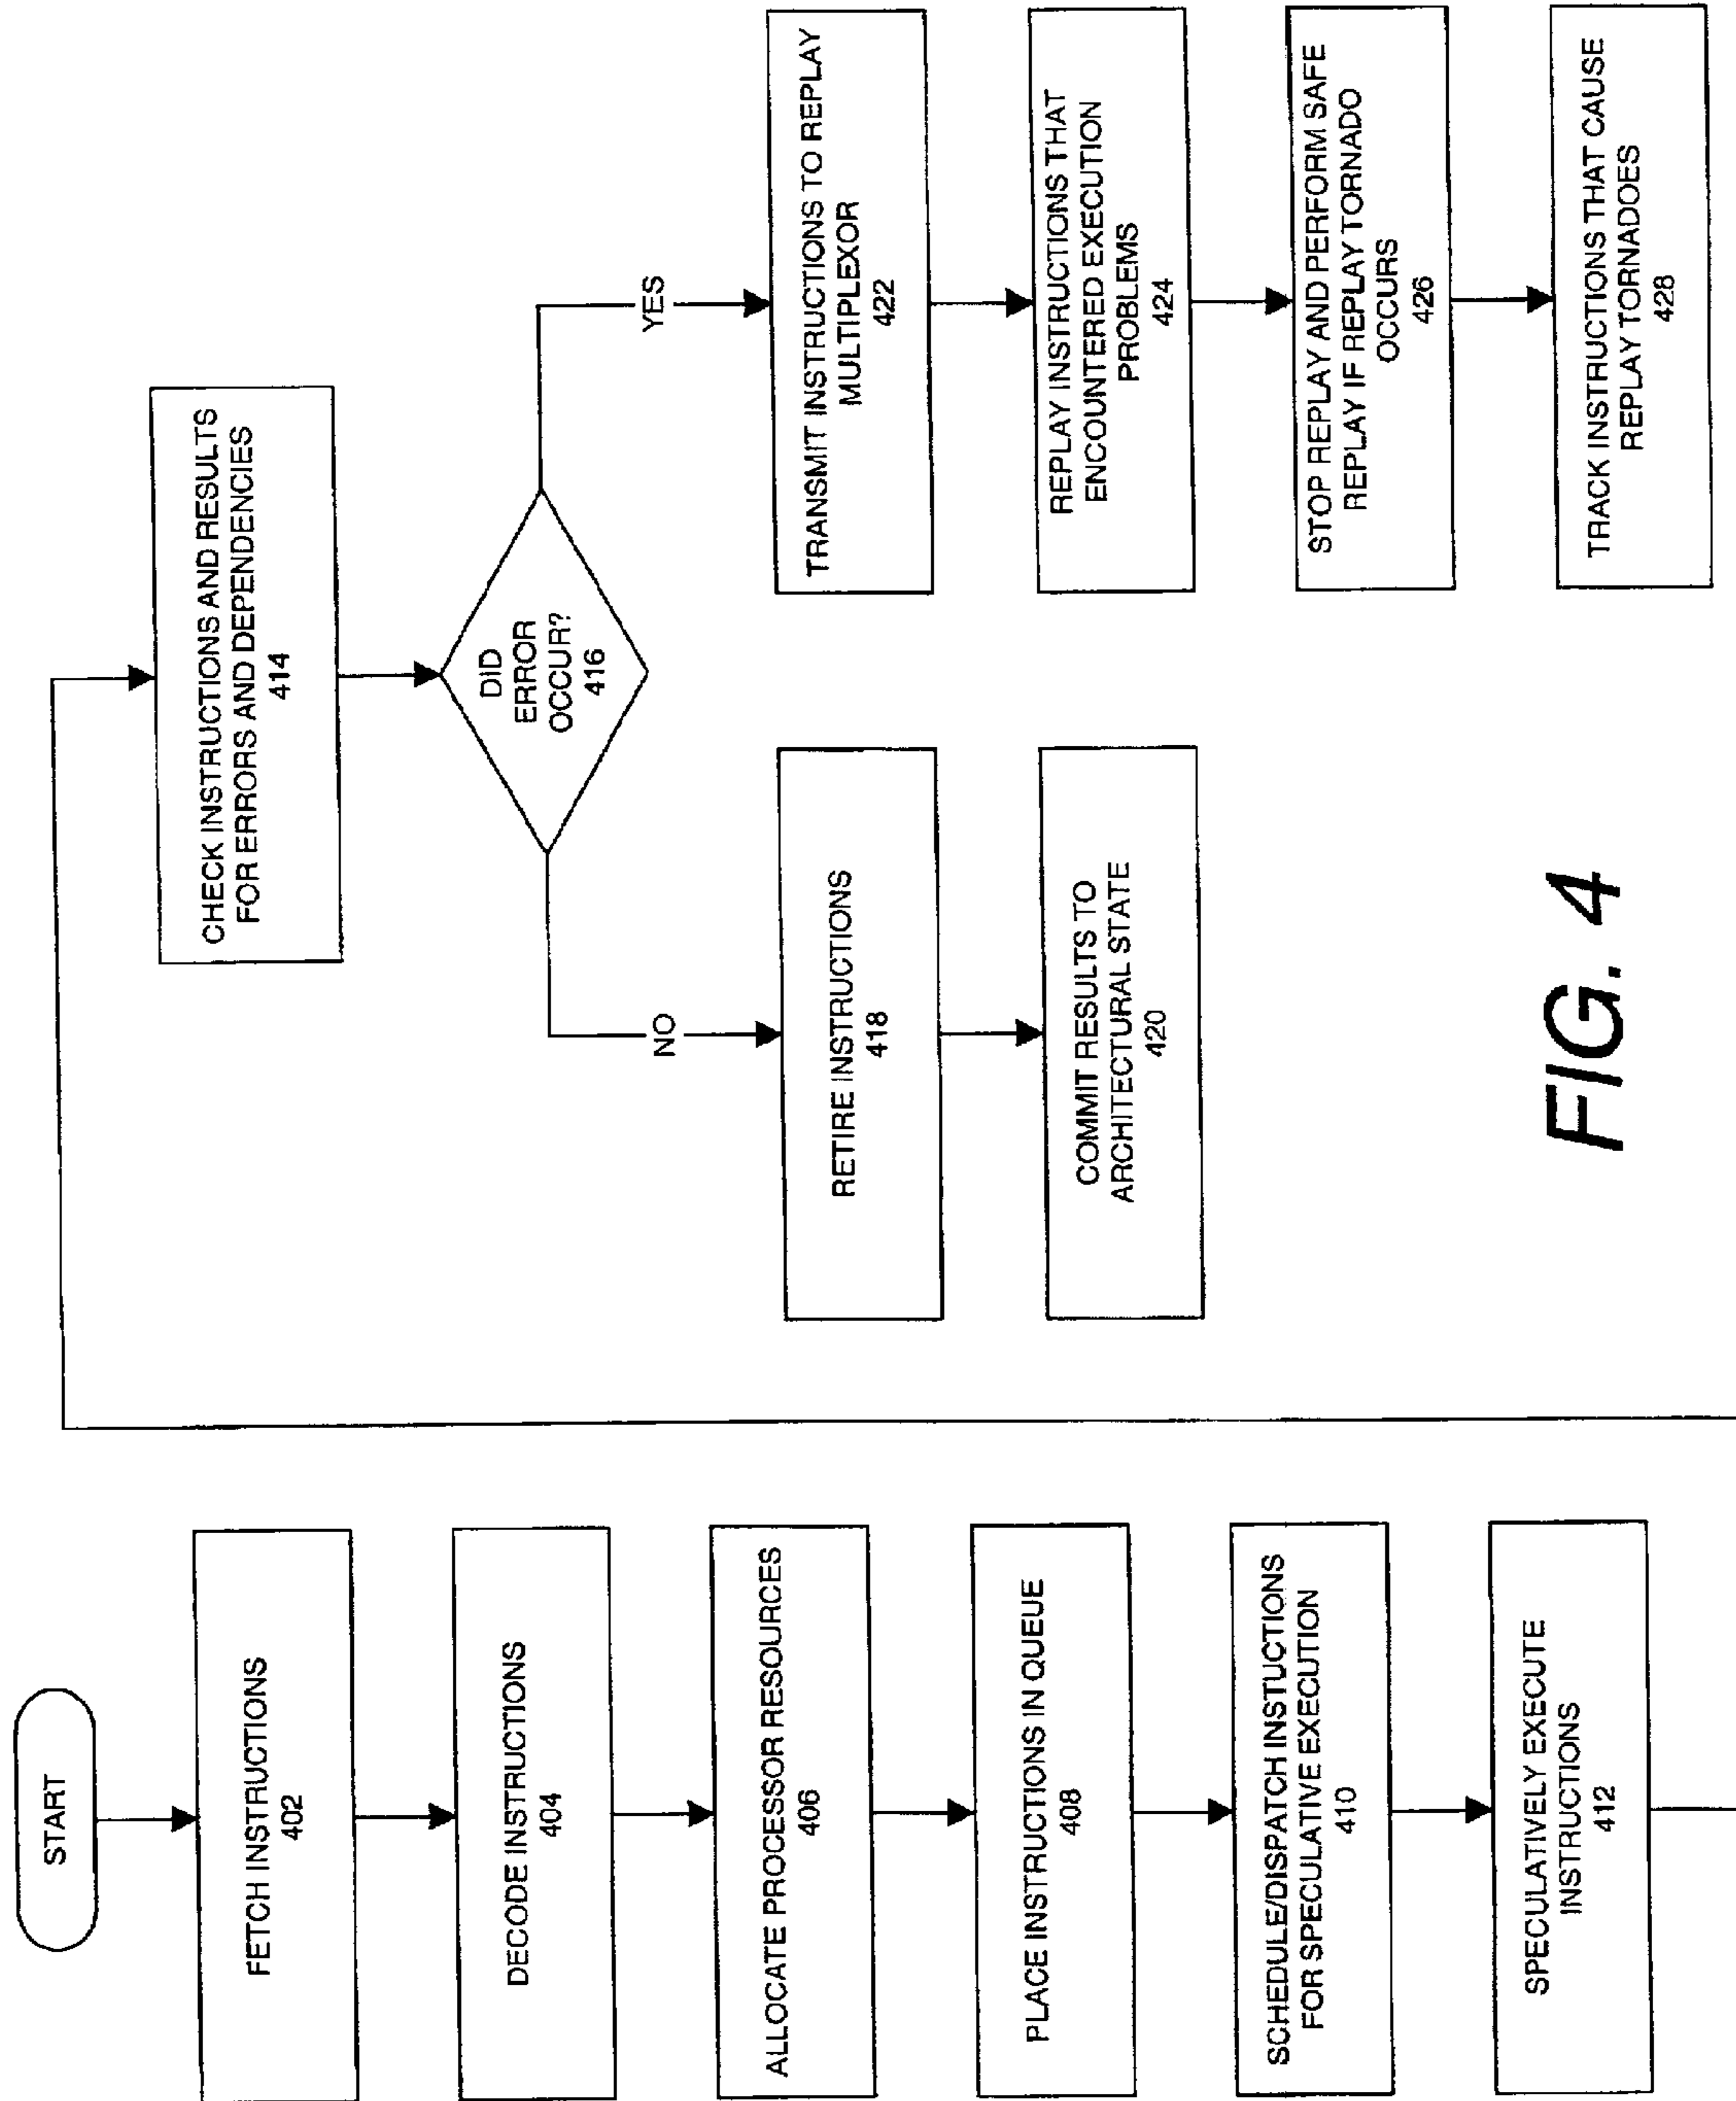 START
FETCH INSTRUCTIONS
402
DECODE INSTRUCTIONS
404
ALLOCATE PROCESSOR RESOURCES
406
PLACE INSTRUCTIONS IN QUEUE
408
SCHEDULE/DISPATCH INSTUCTIONS
FOR SPECULATIVE EXECUTION
410
SPECULATIVELY EXECUTE
INSTRUCTIONS
412
CHECK INSTRUCTIONS AND RESULTS
FOR ERRORS AND DEPENDENCIES
414
DID
ERROR
OCCUR?
416
NO
YES
RETIRE INSTRUCTIONS
418
COMMIT RESULTS TO
ARCHITECTURAL STATE
420
TRANSMIT INSTRUCTIONS TO REPLAY
MULTIPLEXOR
422
REPLAY INSTRUCTIONS THAT
ENCOUNTERED EXECUTION
PROBLEMS
424
STOP REPLAY AND PERFORM SAFE
REPLAY IF REPLAY TORNADO
OCCURS
426
TRACK INSTRUCTIONS THAT CAUSE
REPLAY TORNADOES
428
FIG. 4